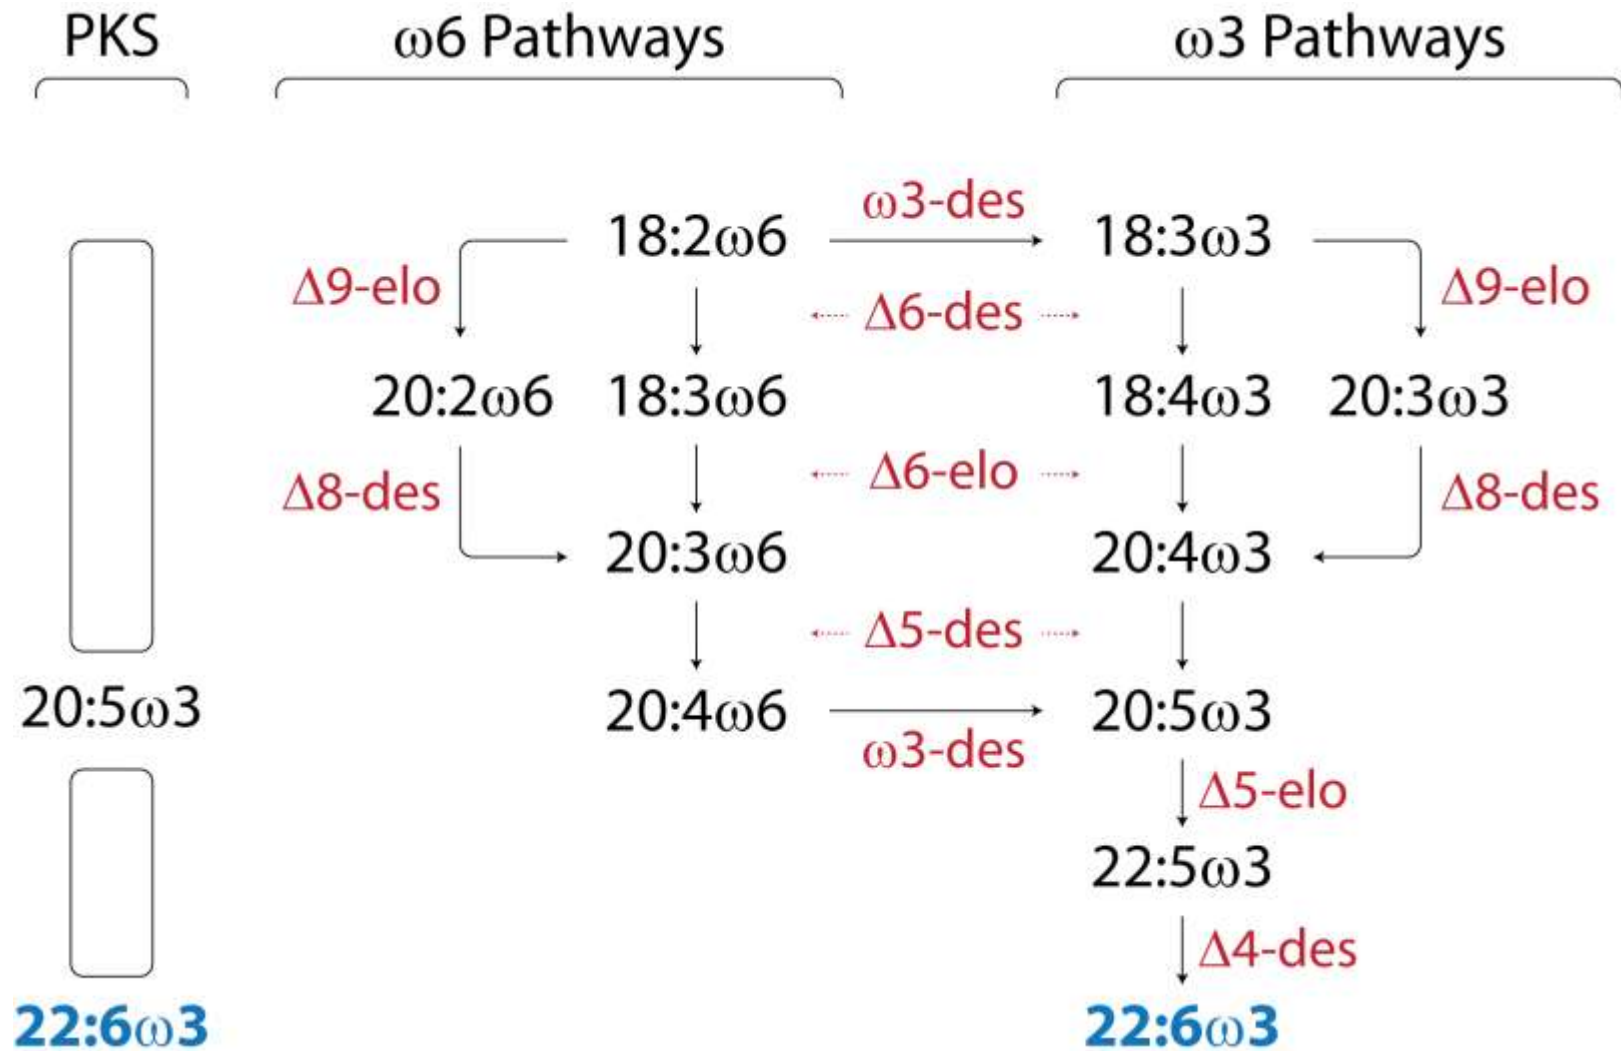 PKS
ω6 Pathways
ω3 Pathways
ω3-des
18:2ω6
18:3ω3
Δ9-elo
Δ6-des
Δ9-elo
20:2ω6
18:3ω6
18:4ω3
20:3ω3
Δ8-des
Δ6-elo
Δ8-des
20:3ω6
20:4ω3
Δ5-des
20:5ω3
20:4ω6
20:5ω3
ω3-des
Δ5-elo
22:5ω3
Δ4-des
22:6ω3
22:6ω3